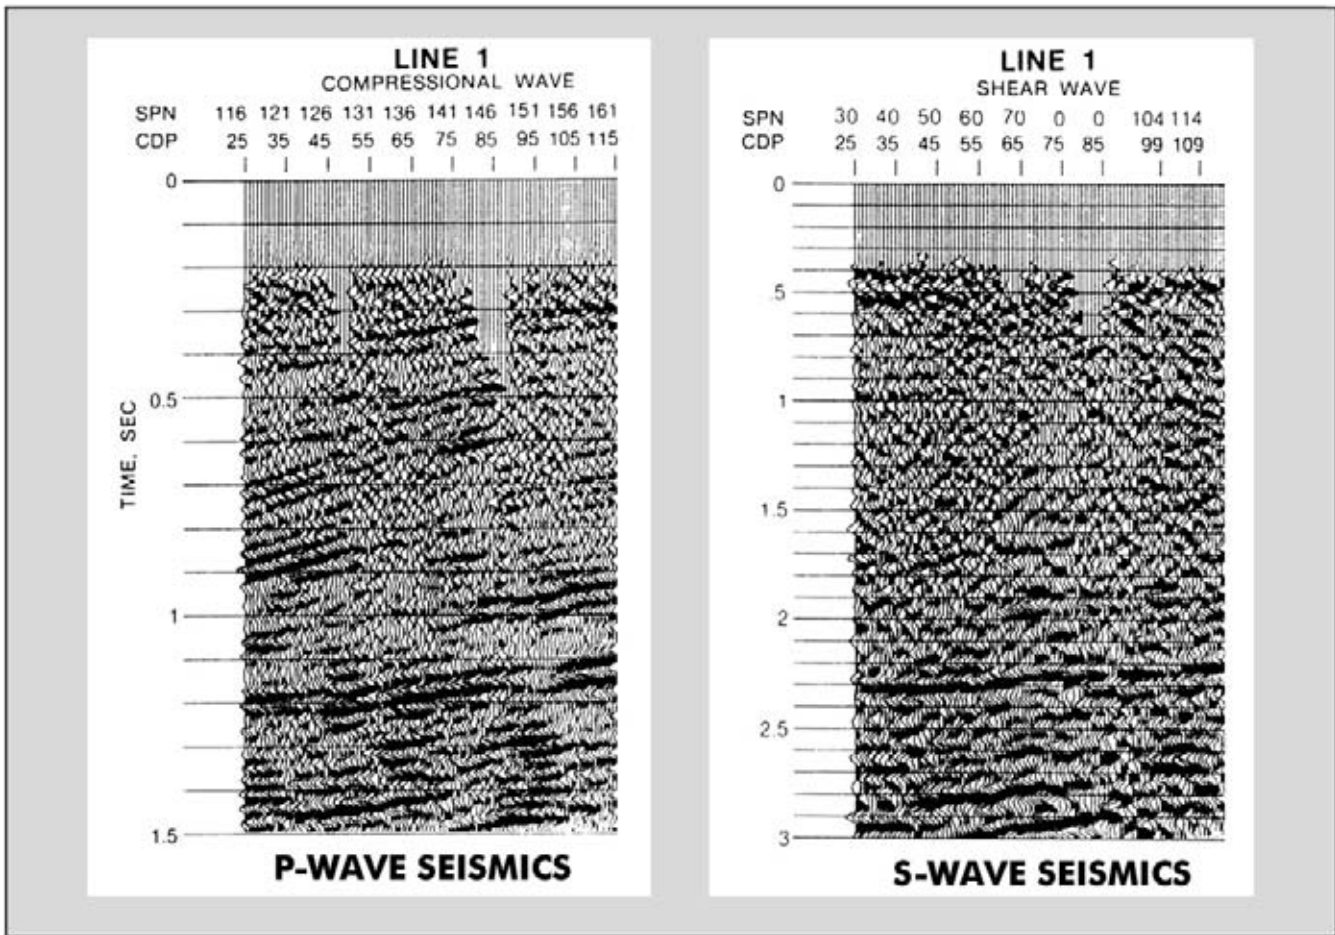 LINE 1
COMPRESSIONAL WAVE
SPN 116 121 126 131 136 141 146 151 156 161
CDP 25 35 45 55 65 75 85 95 105 115
0
0.5
1
1.5
TIME, SEC
P-WAVE SEISMICS
LINE 1
SHEAR WAVE
SPN 30 40 50 60 70 0 0 104 114
CDP 25 35 45 55 65 75 85 99 109
0
.5
1
1.5
2
2.5
3
S-WAVE SEISMICS